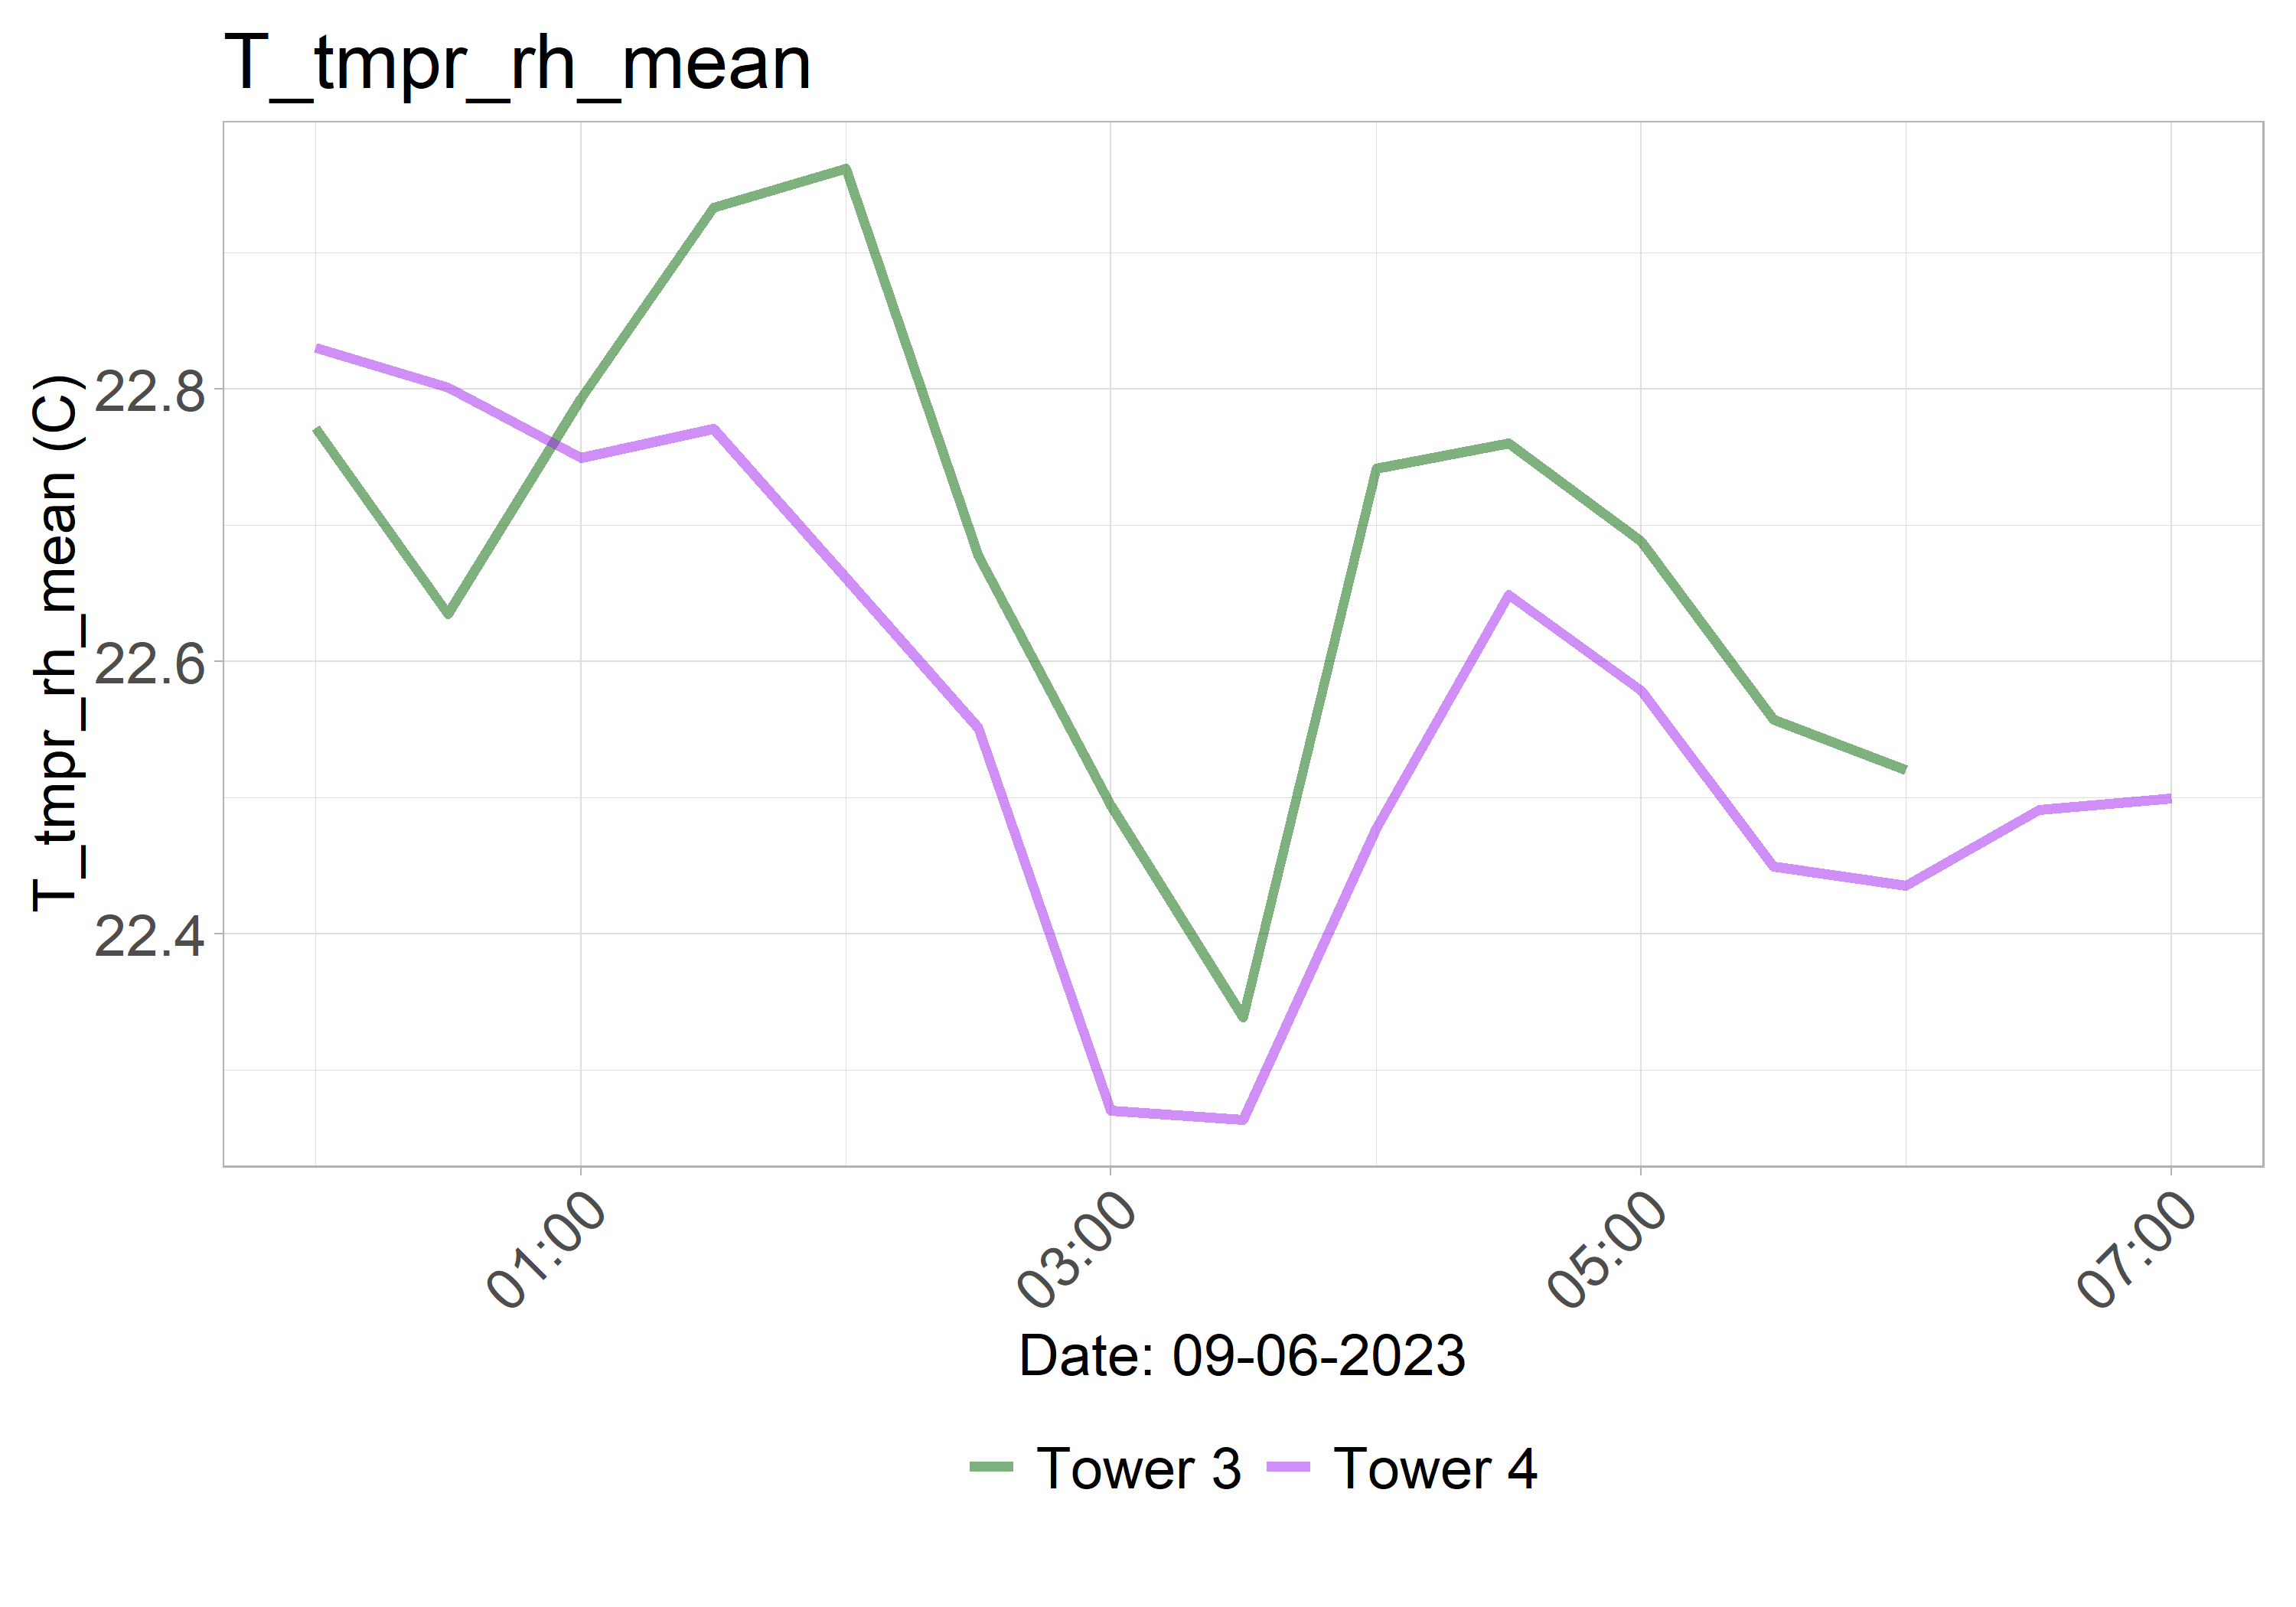 T_tmpr_rh_mean
T_tmpr_rh_mean (C)
22.8
22.6
22.4
01:00
03:00
05:00
07:00
Date: 09-06-2023
Tower 3
Tower 4